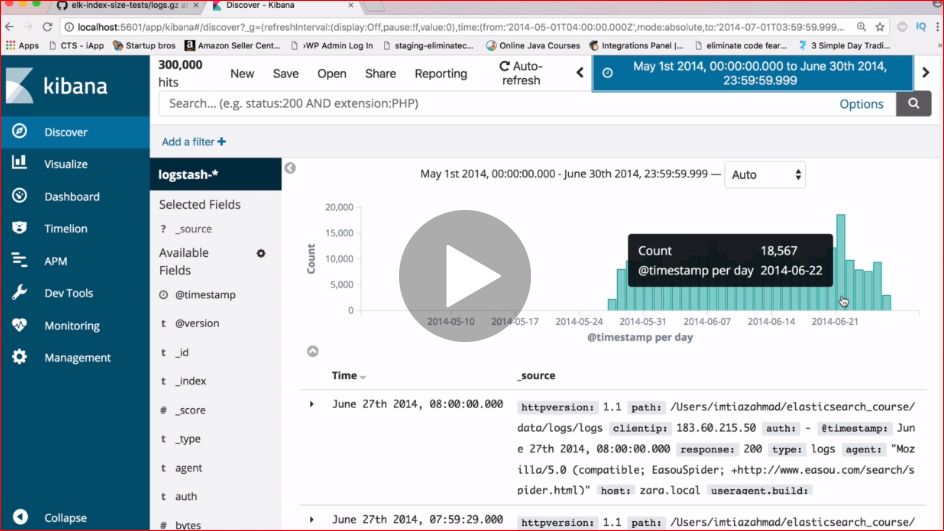 elk-index-size-tests/logs.gz a
Discover - Kibana
localhost:5601/app/kibana#/discover?_g=(refreshInterval:(display:Off,pause:!f,value:0),time:(from:'2014-05-01T04:00:00.000Z',mode:absolute,to:'2014-07-01T03:59:59.999...
IQ
Apps CTS - iApp Startup bros Amazon Seller Cent... ›WP Admin Log In staging-eliminatec... Online Java Courses Integrations Panel |... eliminate code fear... 3 Simple Day Tradi...
kibana
Discover
Visualize
Dashboard
Timelion
APM
Dev Tools
Monitoring
Management
Collapse
300,000
hits
New Save Open Share Reporting
Auto-
refresh
May 1st 2014, 00:00:00.000 to June 30th 2014,
23:59:59.999
Search... (e.g. status:200 AND extension:PHP)
Options
Add a filter +
logstash-*
Selected Fields
? _source
Available
Fields
@timestamp
t @version
t _id
t _index
# _score
t _type
t agent
t auth
# bytes
May 1st 2014, 00:00:00.000 - June 30th 2014, 23:59:59.999 — Auto
Count
20,000
15,000
10,000
5,000
0
Count 18,567
@timestamp per day 2014-06-22
2014-05-10 2014-05-17 2014-05-24 2014-05-31 2014-06-07 2014-06-14 2014-06-21
@timestamp per day
Time _source
June 27th 2014, 08:00:00.000
httpversion: 1.1 path: /Users/imtiazahmad/elasticsearch_course/
data/logs/logs clientip: 183.60.215.50 auth: - @timestamp: Jun
e 27th 2014, 08:00:00.000 response: 200 type: logs agent: "Moz
illa/5.0 (compatible; EasouSpider; +http://www.easou.com/search/s
pider.html)" host: zara.local useragent.build:
June 27th 2014, 07:59:29.000
httpversion: 1.1 path: /Users/imtiazahmad/elasticsearch_course/